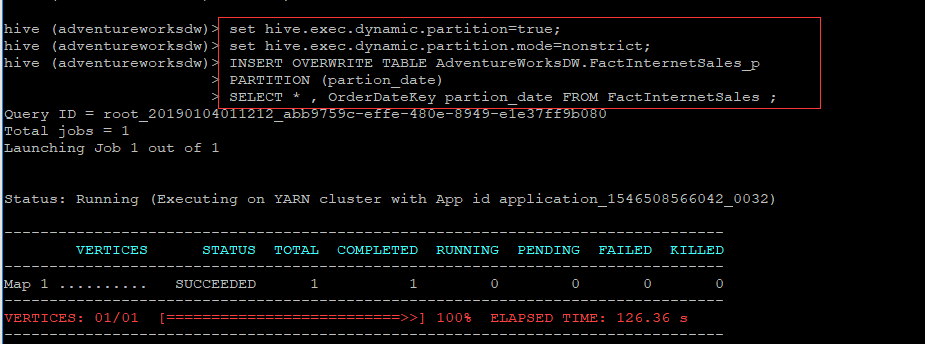 hive (adventureworksdw)> set hive.exec.dynamic.partition=true;
hive (adventureworksdw)> set hive.exec.dynamic.partition.mode=nonstrict;
hive (adventureworksdw)> INSERT OVERWRITE TABLE AdventureWorksDW.FactInternetSales_p
> PARTITION (partion_date)
> SELECT * , OrderDateKey partion_date FROM FactInternetSales ;
Query ID = root_20190104011212_abb9759c-effe-480e-8949-e1e37ff9b080
Total jobs = 1
Launching Job 1 out of 1
Status: Running (Executing on YARN cluster with App id application_1546508566042_0032)
--------------------------------------------------------------------------------
VERTICES STATUS TOTAL COMPLETED RUNNING PENDING FAILED KILLED
--------------------------------------------------------------------------------
Map 1 .......... SUCCEEDED 1 1 0 0 0 0
--------------------------------------------------------------------------------
VERTICES: 01/01 [==========================>>] 100% ELAPSED TIME: 126.36 s
--------------------------------------------------------------------------------